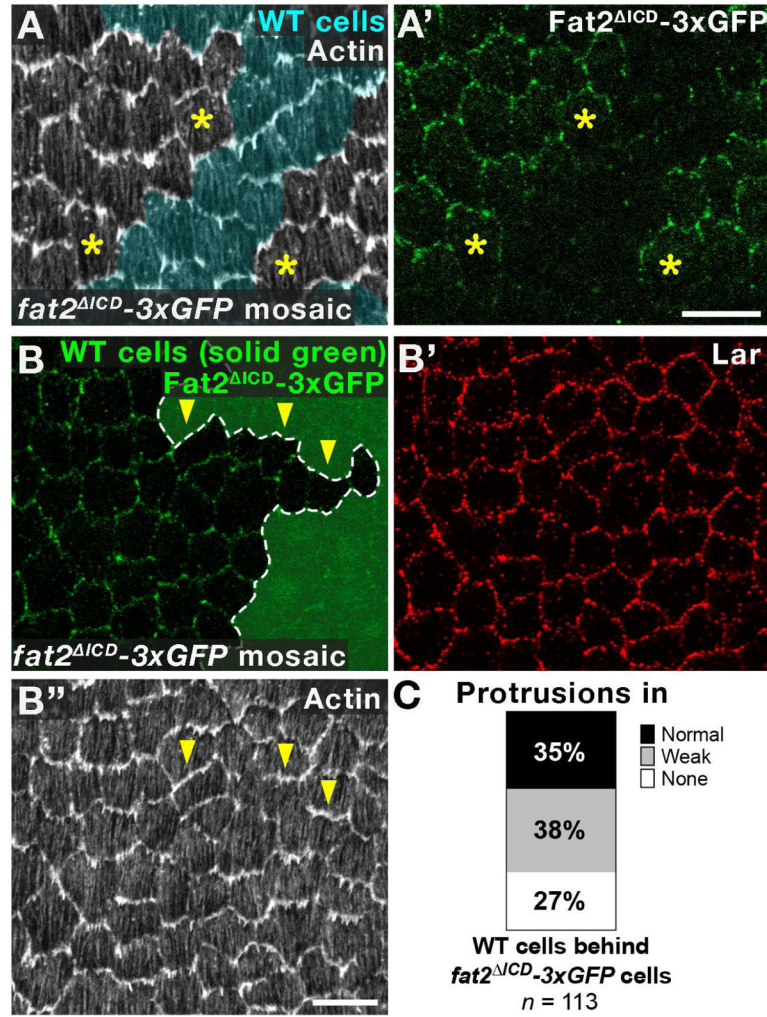 A
WT cells
Actin
*
*
*
fat2ΔICD-3xGFP mosaic
A'
Fat2ΔICD-3xGFP
*
*
*
B
WT cells (solid green)
Fat2ΔICD-3xGFP
fat2ΔICD-3xGFP mosaic
B'
Lar
B"
Actin
C
Protrusions in
35%
38%
27%
Normal
Weak
None
WT cells behind
fat2ΔICD-3xGFP cells
n = 113